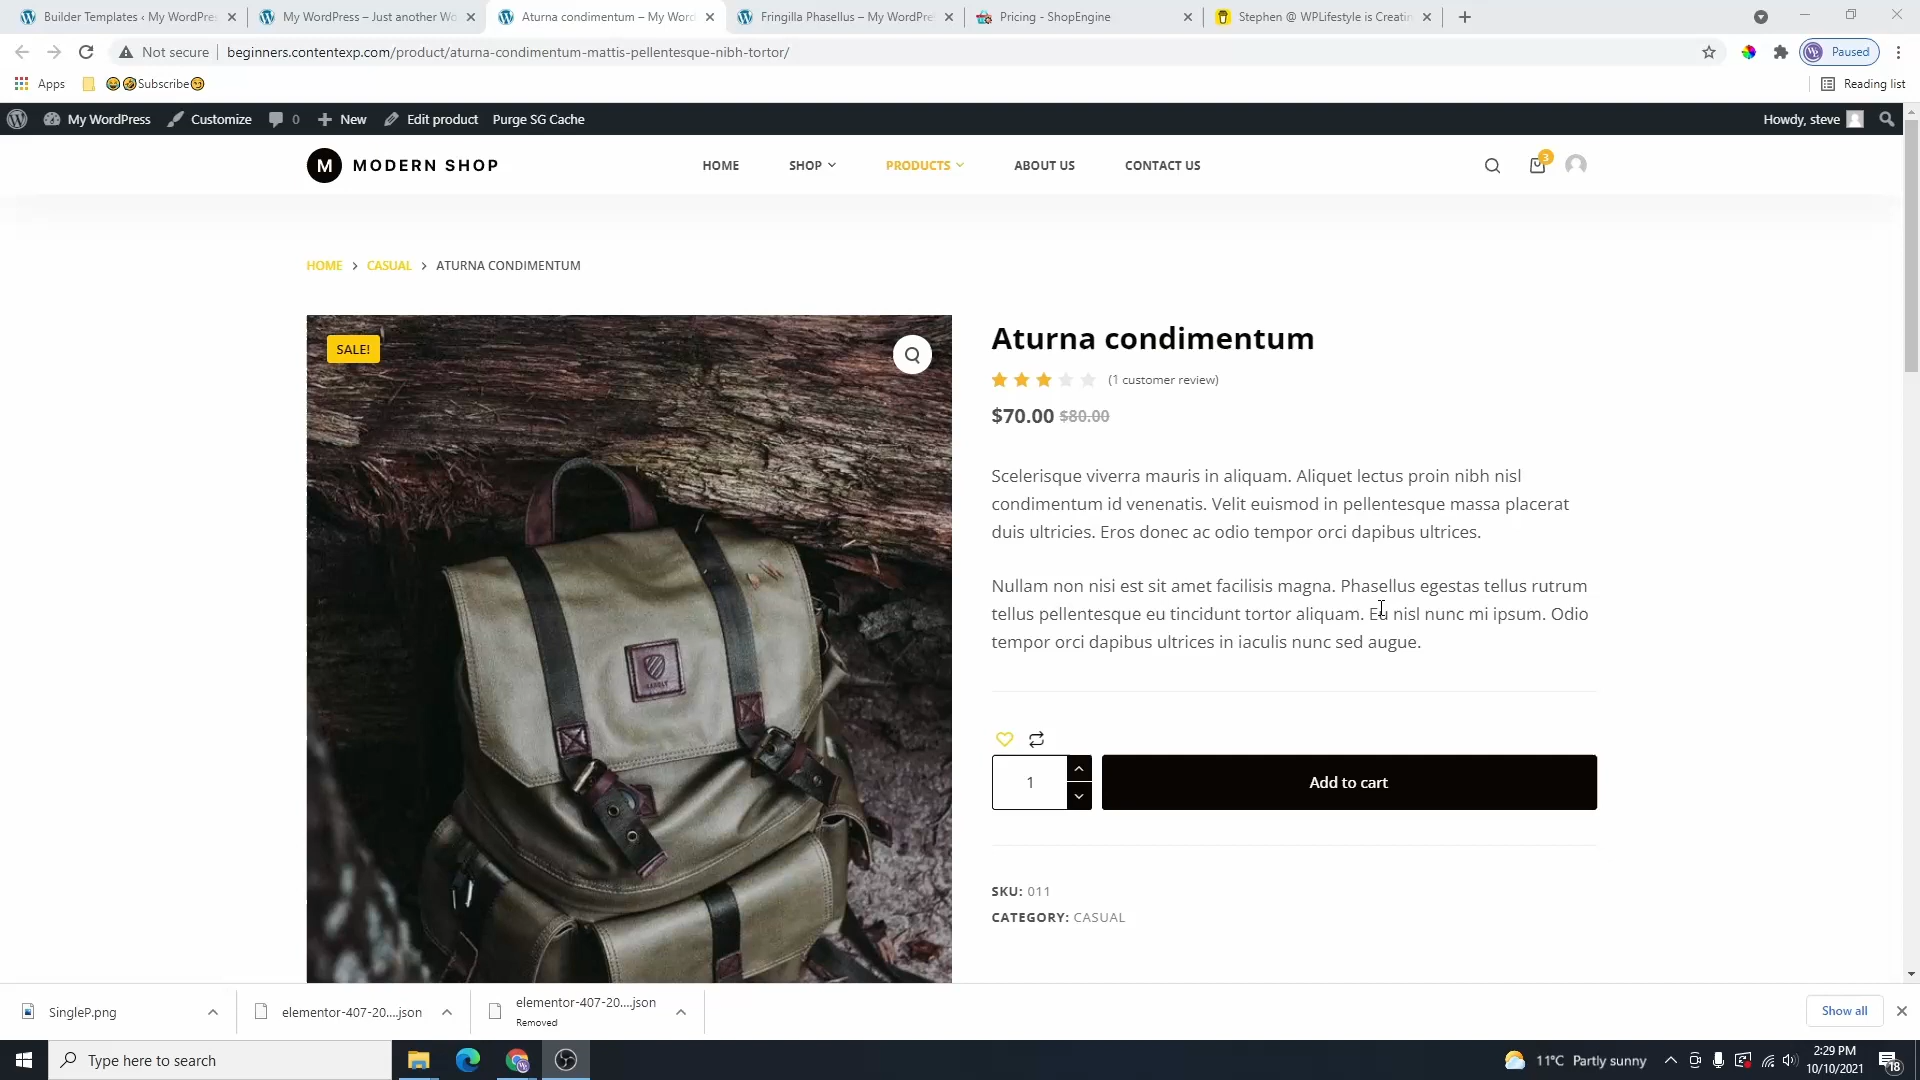 Builder Templates ‹ My WordPre
My WordPress – Just another Wo
Aturna condimentum – My Word
Fringilla Phasellus – My WordPre
Pricing - ShopEngine
Stephen @ WPLifestyle is Creatin
Not secure
beginners.contentexp.com/product/aturna-condimentum-mattis-pellentesque-nibh-tortor/
Paused
Apps
Subscribe
Reading list
My WordPress
Customize
0
New
Edit product
Purge SG Cache
Howdy, steve
M MODERN SHOP
HOME
SHOP
PRODUCTS
ABOUT US
CONTACT US
3
HOME > CASUAL > ATURNA CONDIMENTUM
SALE!
Aturna condimentum
(1 customer review)
$70.00 $80.00
Scelerisque viverra mauris in aliquam. Aliquet lectus proin nibh nisl
condimentum id venenatis. Velit euismod in pellentesque massa placerat
duis ultricies. Eros donec ac odio tempor orci dapibus ultrices.
Nullam non nisi est sit amet facilisis magna. Phasellus egestas tellus rutrum
tellus pellentesque eu tincidunt tortor aliquam. Eu nisl nunc mi ipsum. Odio
tempor orci dapibus ultrices in iaculis nunc sed augue.
1
Add to cart
SKU: 011
CATEGORY: CASUAL
SingleP.png
elementor-407-20....json
elementor-407-20....json
Removed
Show all
Type here to search
11°C Partly sunny
2:29 PM
10/10/2021
18